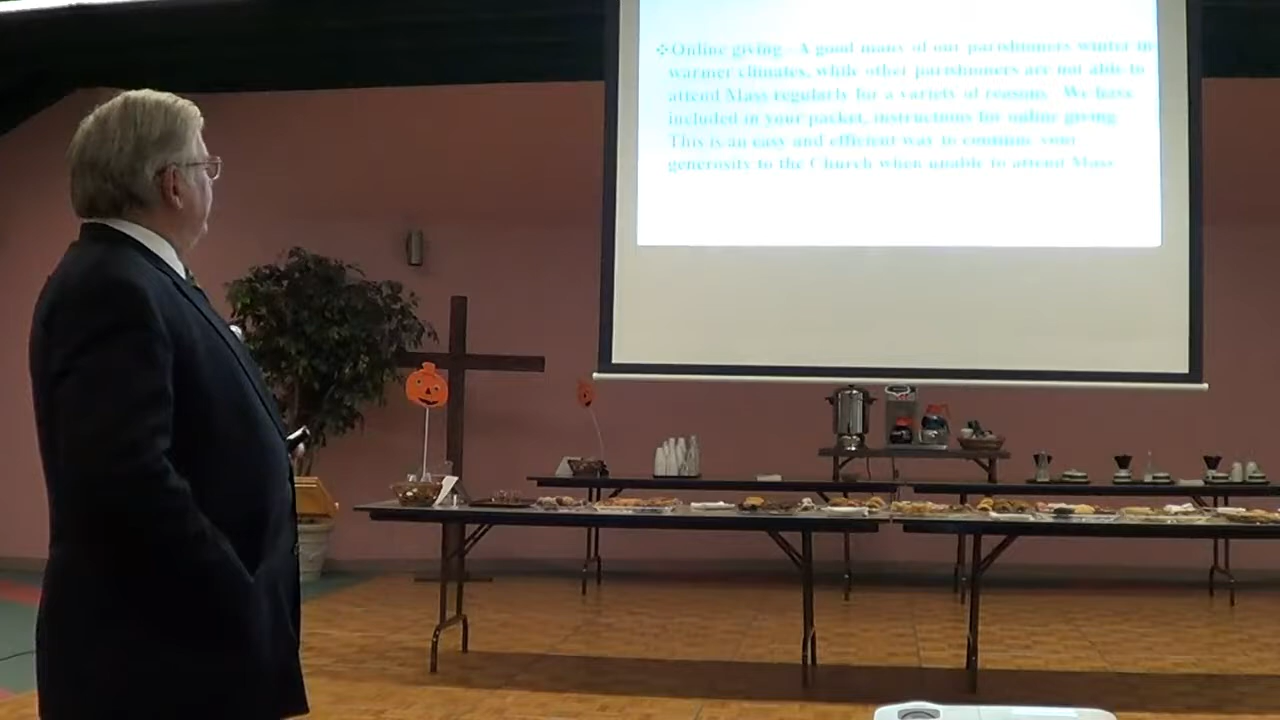 Online giving - A good many of our parishioners winter in
warmer climates, while other parishioners are not able to
attend Mass regularly for a variety of reasons. We have
included in your packet, instructions for online giving.
This is an easy and efficient way to continue your
generosity to the Church when unable to attend Mass.